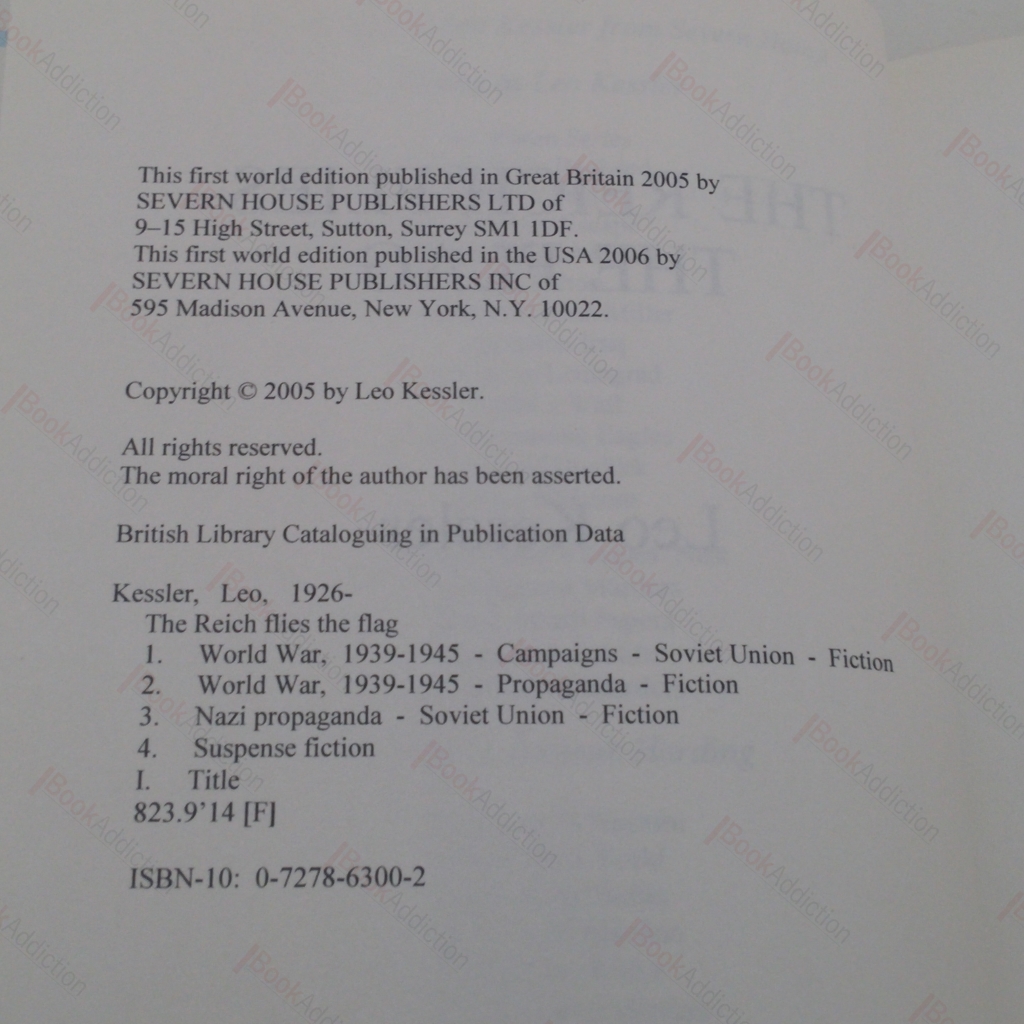 This first world edition published in Great Britain 2005 by
SEVERN HOUSE PUBLISHERS LTD of
9–15 High Street, Sutton, Surrey SM1 1DF.
This first world edition published in the USA 2006 by
SEVERN HOUSE PUBLISHERS INC of
595 Madison Avenue, New York, N.Y. 10022.
Copyright © 2005 by Leo Kessler.
All rights reserved.
The moral right of the author has been asserted.
British Library Cataloguing in Publication Data
Kessler, Leo, 1926-
The Reich flies the flag
1. World War, 1939-1945 - Campaigns - Soviet Union - Fiction
2. World War, 1939-1945 - Propaganda - Fiction
3. Nazi propaganda - Soviet Union - Fiction
4. Suspense fiction
I. Title
823.9'14 [F]
ISBN-10: 0-7278-6300-2